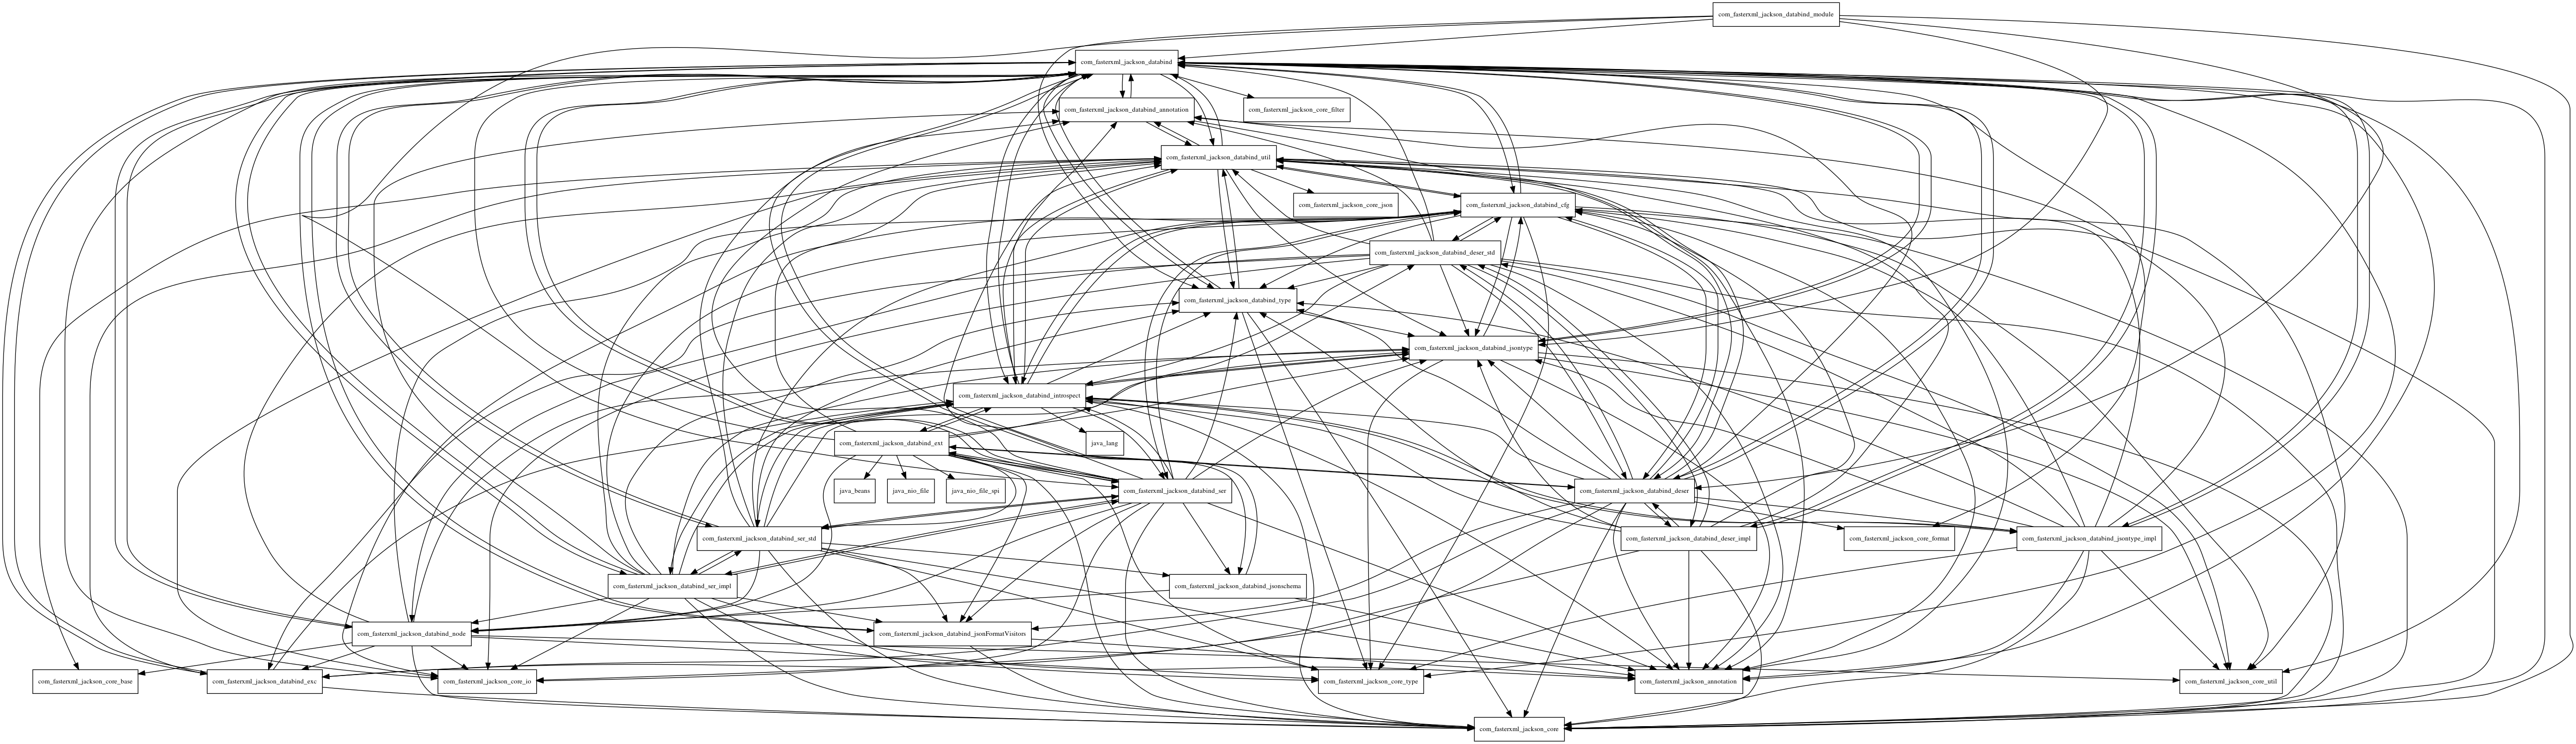 com_fasterxml_jackson_databind_module
com_fasterxml_jackson_databind
com_fasterxml_jackson_databind_annotation
com_fasterxml_jackson_core_filter
com_fasterxml_jackson_databind_util
com_fasterxml_jackson_core_json
com_fasterxml_jackson_databind_cfg
com_fasterxml_jackson_databind_deser_std
com_fasterxml_jackson_databind_type
com_fasterxml_jackson_databind_jsontype
com_fasterxml_jackson_databind_introspect
com_fasterxml_jackson_databind_ext
java_lang
java_beans
java_nio_file
java_nio_file_spi
com_fasterxml_jackson_databind_ser
com_fasterxml_jackson_databind_deser
com_fasterxml_jackson_databind_ser_std
com_fasterxml_jackson_databind_deser_impl
com_fasterxml_jackson_core_format
com_fasterxml_jackson_databind_jsontype_impl
com_fasterxml_jackson_databind_ser_impl
com_fasterxml_jackson_databind_jsonschema
com_fasterxml_jackson_databind_node
com_fasterxml_jackson_databind_jsonFormatVisitors
com_fasterxml_jackson_core_base
com_fasterxml_jackson_databind_exc
com_fasterxml_jackson_core_io
com_fasterxml_jackson_core_type
com_fasterxml_jackson_annotation
com_fasterxml_jackson_core_util
com_fasterxml_jackson_core